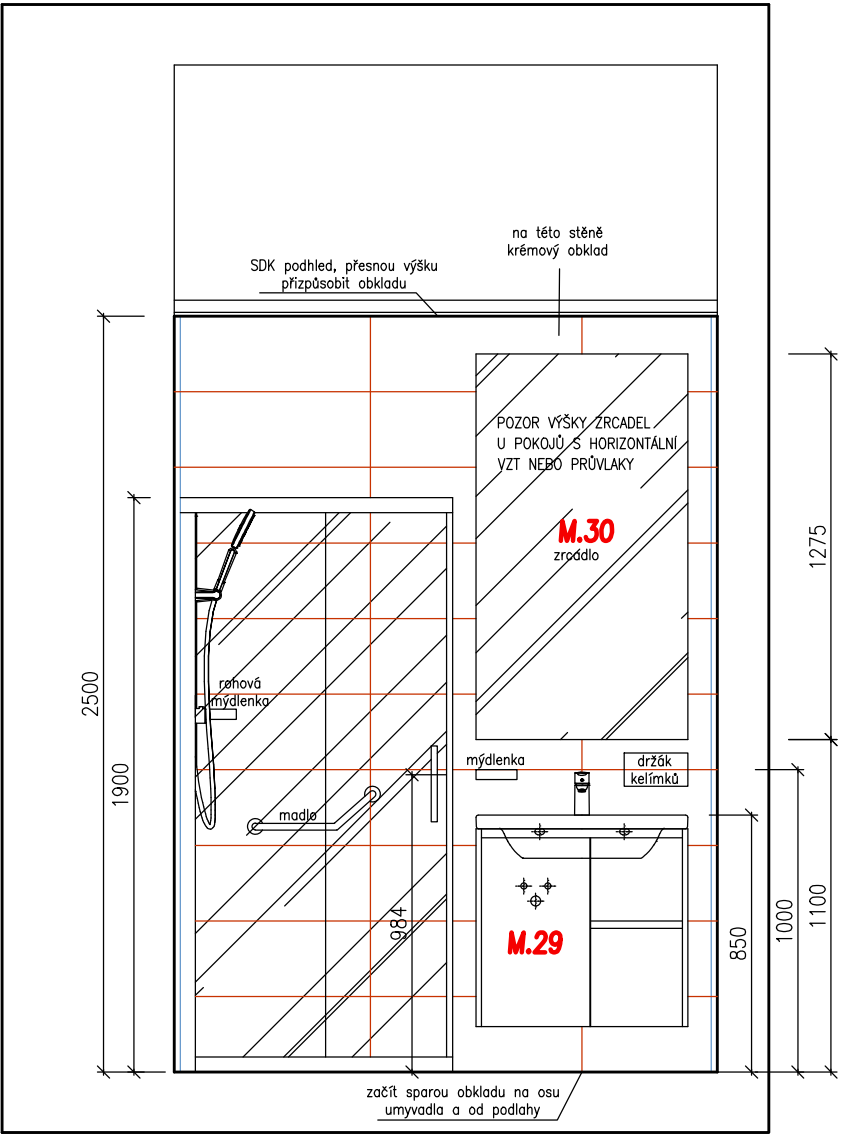 na této stěně
krémový obklad
SDK podhled, přesnou výšku
přizpůsobit obkladu
POZOR VÝŠKY ZRCADEL
U POKOJŮ S HORIZONTÁLNÍ
VZT NEBO PRŮVLAKY
M.30
zrcadlo
1275
2500
1900
rohová
mýdlenka
mýdlenka
držák
kelímků
madlo
984
M.29
850
1000
1100
začít sparou obkladu na osu
umyvadla a od podlahy